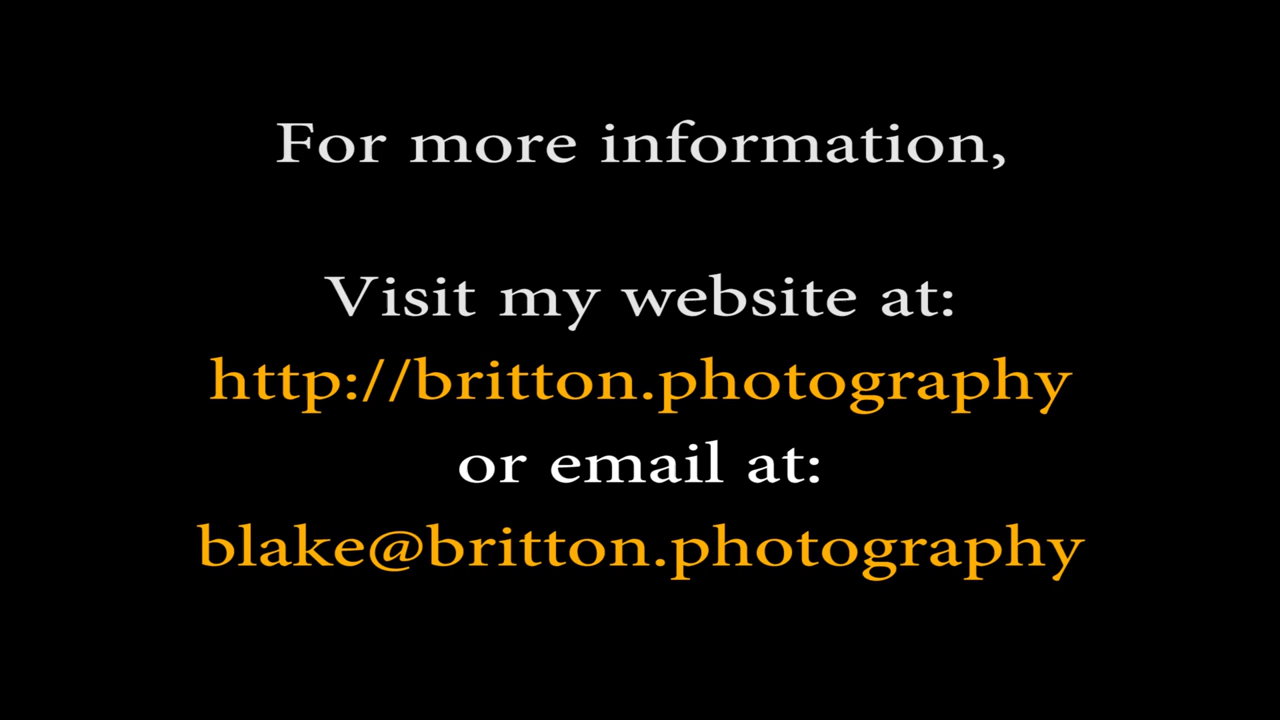 For more information,
Visit my website at:
http://britton.photography
or email at:
blake@britton.photography